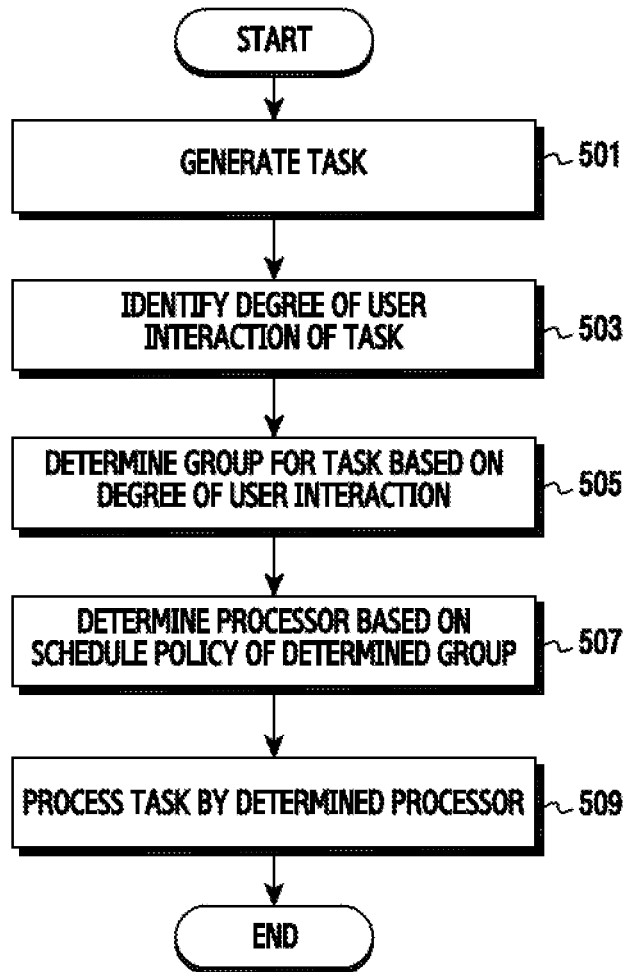 START
GENERATE TASK
501
IDENTIFY DEGREE OF USER
INTERACTION OF TASK
503
DETERMINE GROUP FOR TASK BASED ON
DEGREE OF USER INTERACTION
505
DETERMINE PROCESSOR BASED ON
SCHEDULE POLICY OF DETERMINED GROUP
507
PROCESS TASK BY DETERMINED PROCESSOR
509
END